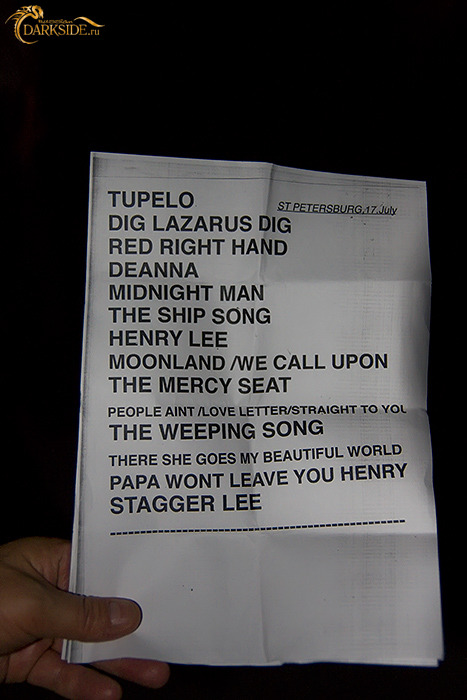 DARKSIDE.ru
ST PETERSBURG,17.July
TUPELO
DIG LAZARUS DIG
RED RIGHT HAND
DEANNA
MIDNIGHT MAN
THE SHIP SONG
HENRY LEE
MOONLAND /WE CALL UPON
THE MERCY SEAT
PEOPLE AINT /LOVE LETTER/STRAIGHT TO YOU
THE WEEPING SONG
THERE SHE GOES MY BEAUTIFUL WORLD
PAPA WONT LEAVE YOU HENRY
STAGGER LEE